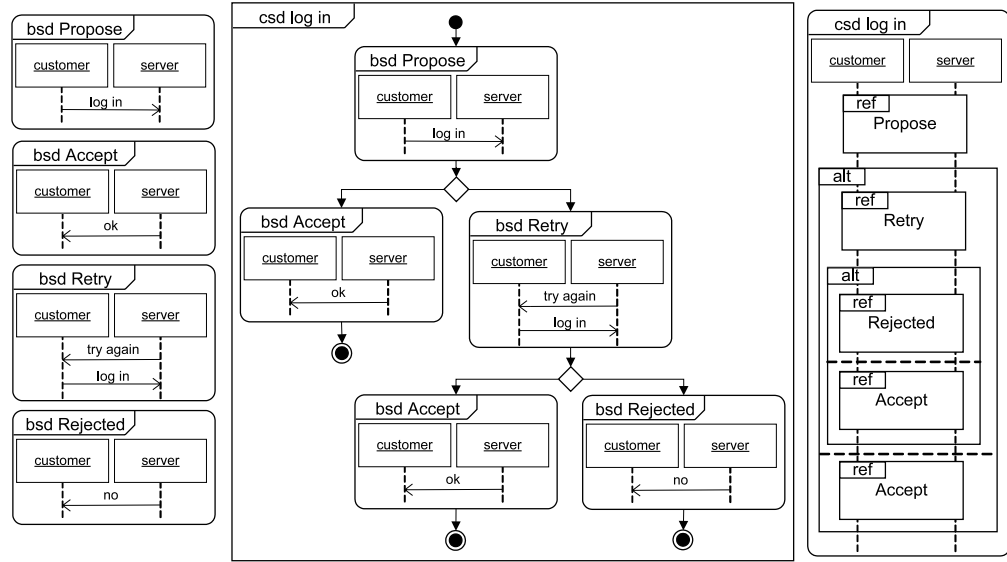 bsd Propose
customer server
log in
bsd Accept
customer server
ok
bsd Retry
customer server
try again
log in
bsd Rejected
customer server
no
csd log in
bsd Propose
customer server
log in
bsd Accept
customer server
ok
bsd Retry
customer server
try again
log in
bsd Accept
customer server
ok
bsd Rejected
customer server
no
csd log in
customer server
ref
Propose
alt
ref
Retry
alt
ref
Rejected
ref
Accept
ref
Accept